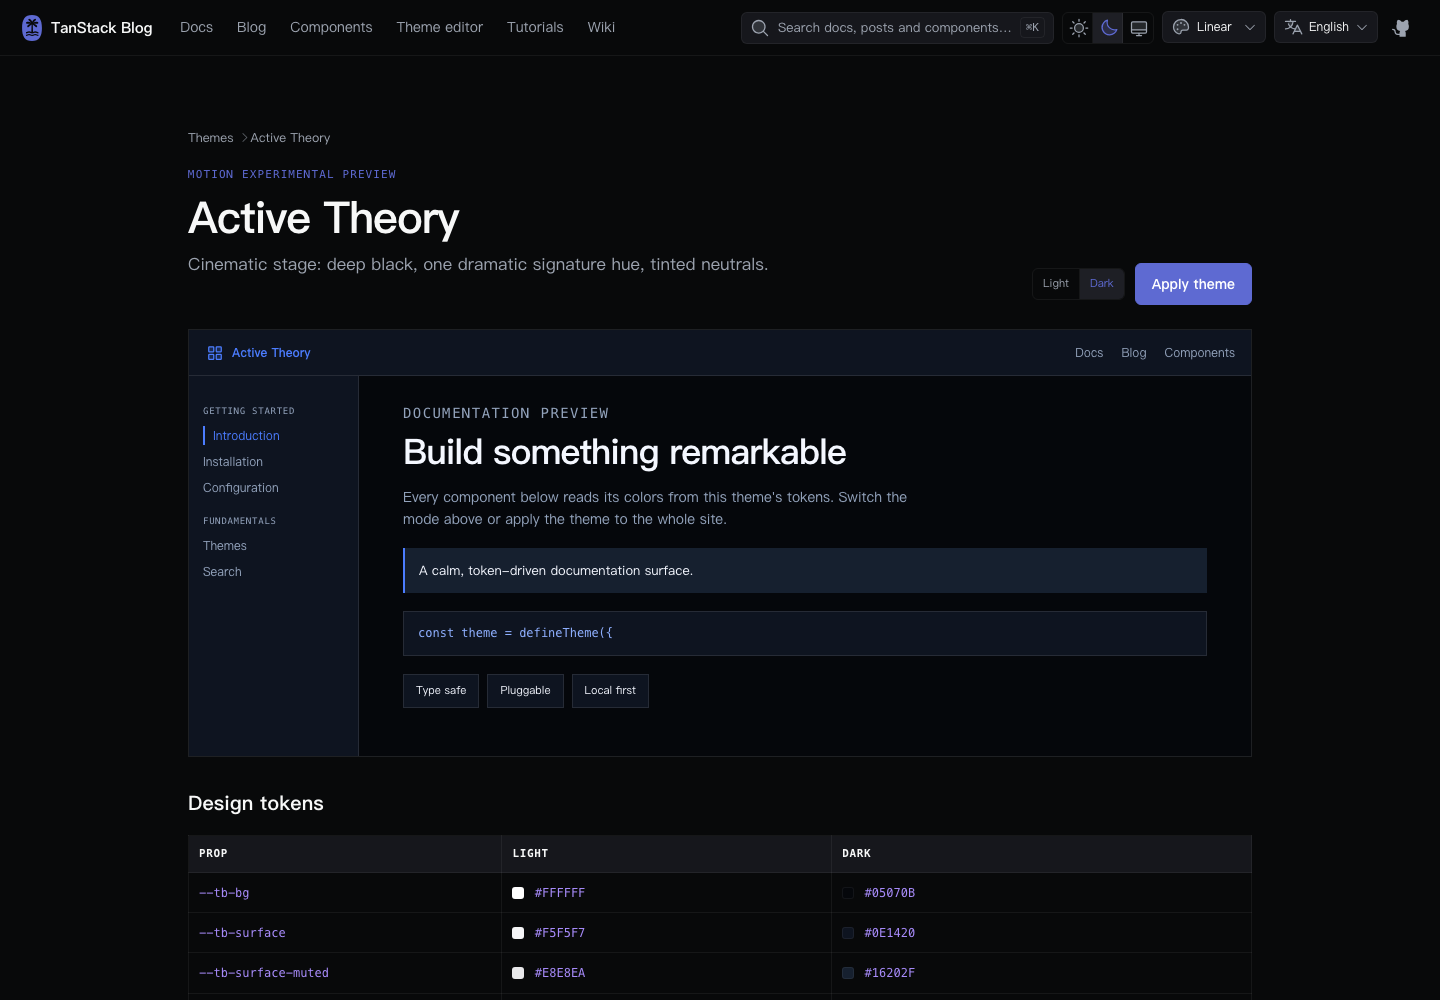 TanStack Blog
Docs
Blog
Components
Theme editor
Tutorials
Wiki
Search docs, posts and components...
⌘K
Linear
English
Themes
Active Theory
MOTION EXPERIMENTAL PREVIEW
Active Theory
Cinematic stage: deep black, one dramatic signature hue, tinted neutrals.
Light
Dark
Apply theme
Active Theory
Docs
Blog
Components
GETTING STARTED
Introduction
Installation
Configuration
FUNDAMENTALS
Themes
Search
DOCUMENTATION PREVIEW
Build something remarkable
Every component below reads its colors from this theme's tokens. Switch the
mode above or apply the theme to the whole site.
A calm, token-driven documentation surface.
const theme = defineTheme({
Type safe
Pluggable
Local first
Design tokens
PROP
LIGHT
DARK
--tb-bg
#FFFFFF
#05070B
--tb-surface
#F5F5F7
#0E1420
--tb-surface-muted
#E8E8EA
#16202F